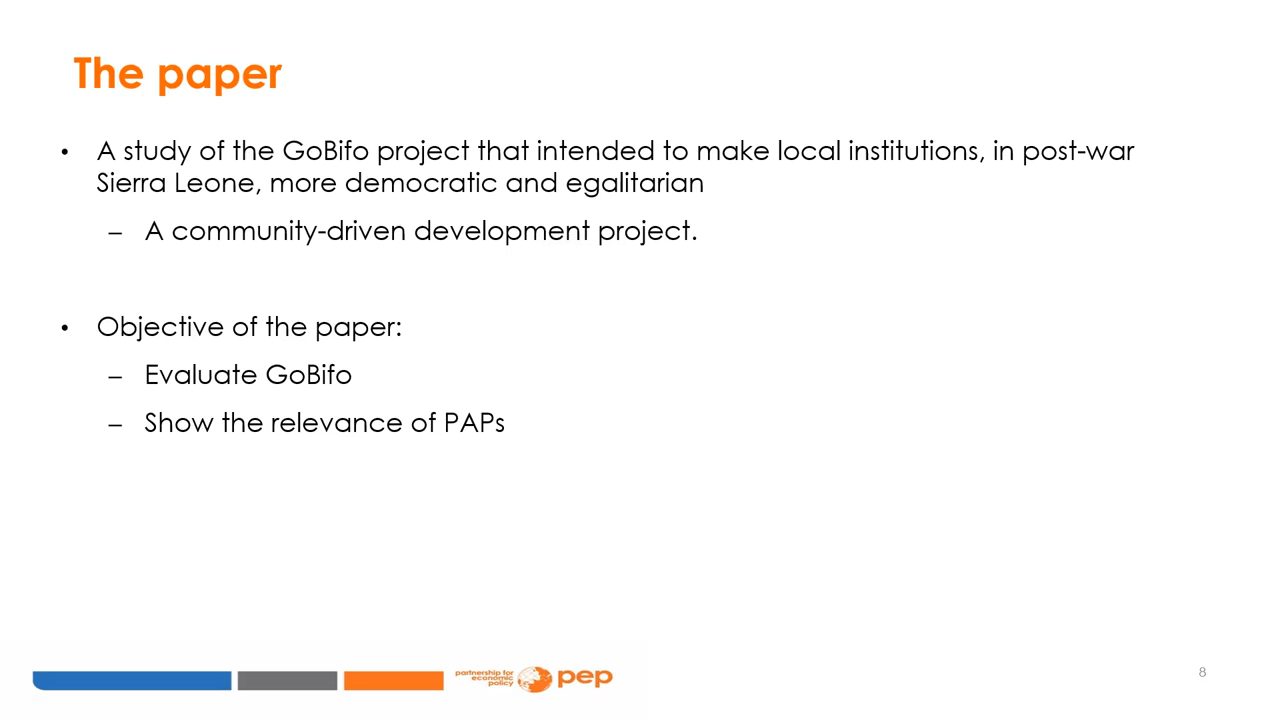 The paper
• A study of the GoBifo project that intended to make local institutions, in post-war
Sierra Leone, more democratic and egalitarian
– A community-driven development project.
• Objective of the paper:
– Evaluate GoBifo
– Show the relevance of PAPs
partnership for
economic
policy
pep
8